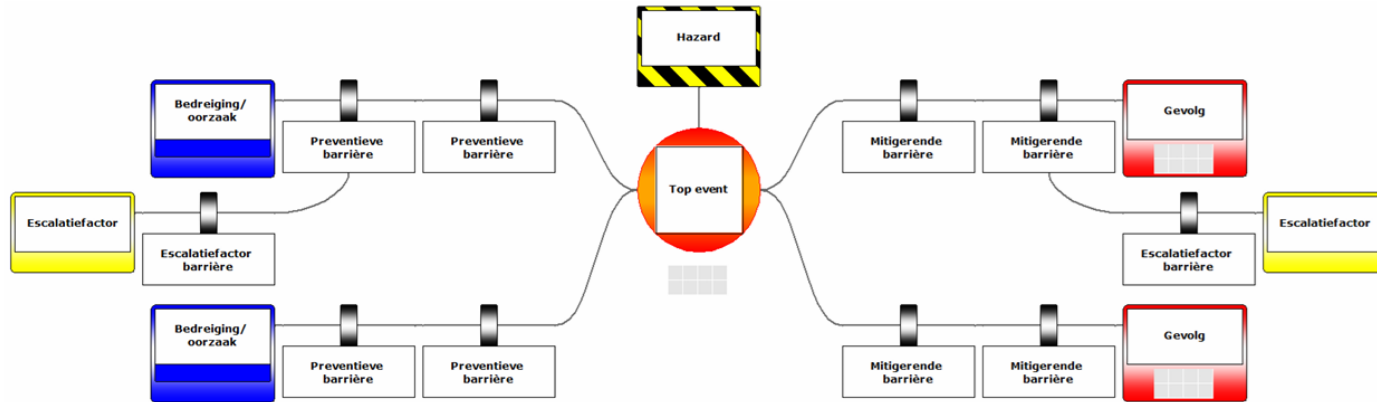 Hazard
Bedreiging/
oorzaak
Preventieve
barrière
Preventieve
barrière
Top event
Mitigerende
barrière
Mitigerende
barrière
Gevolg
Escalatiefactor
Escalatiefactor
barrière
Escalatiefactor
barrière
Escalatiefactor
Bedreiging/
oorzaak
Preventieve
barrière
Preventieve
barrière
Mitigerende
barrière
Mitigerende
barrière
Gevolg